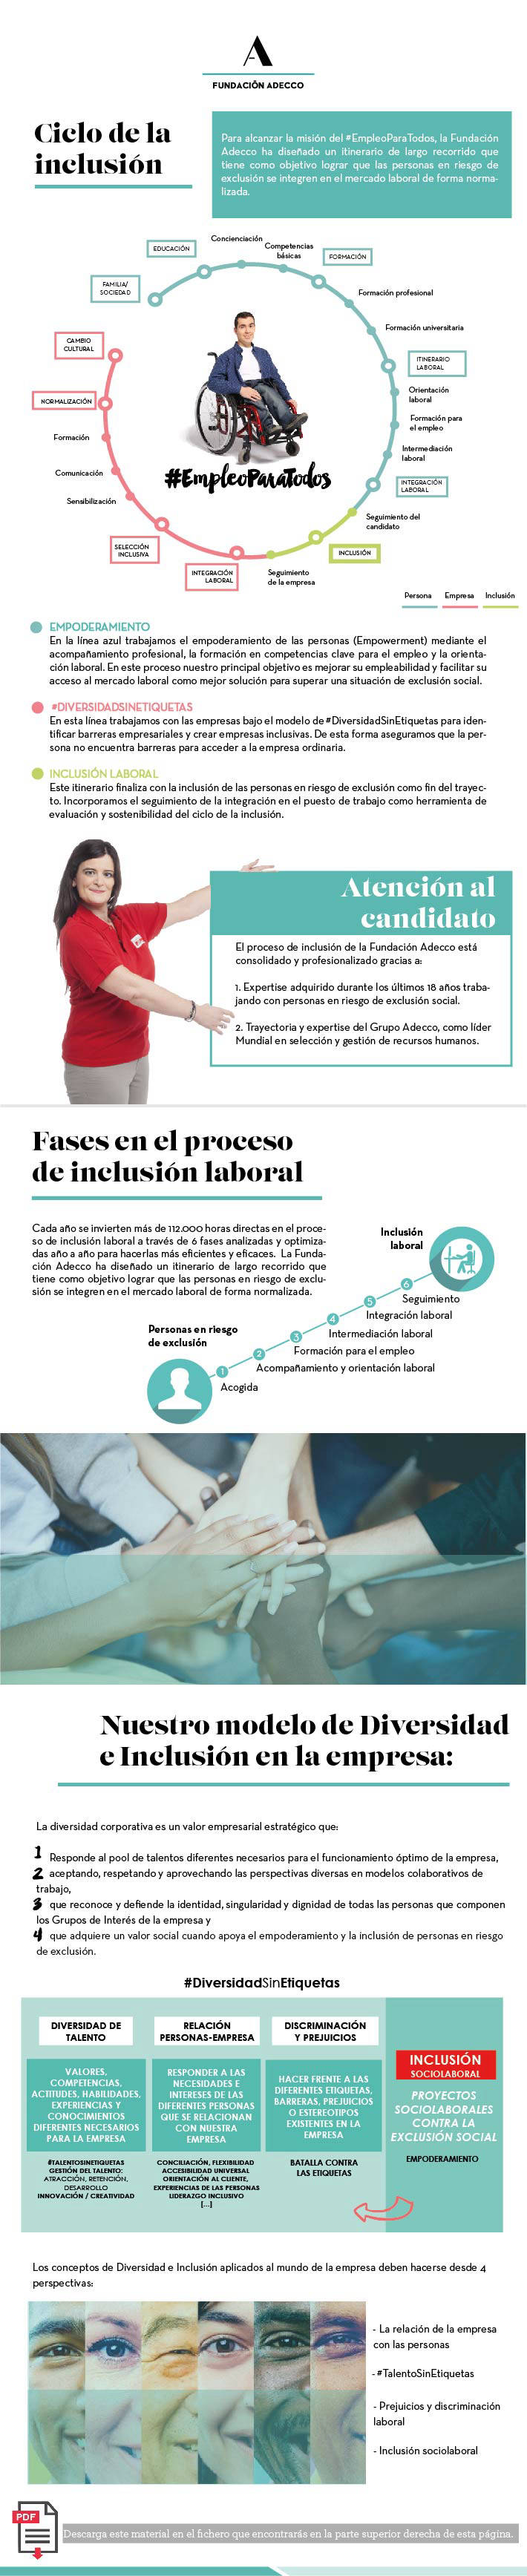 FUNDACIÓN ADECCO
Ciclo de la
inclusión
Para alcanzar la misión del #EmpleoParaTodos, la Fundación
Adecco ha diseñado un itinerario de largo recorrido que
tiene como objetivo lograr que las personas en riesgo de
exclusión se integren en el mercado laboral de forma norma-
lizada.
Concienciación
EDUCACIÓN
Competencias
básicas
FORMACIÓN
FAMILIA/
SOCIEDAD
Formación profesional
Formación universitaria
CAMBIO
CULTURAL
ITINERARIO
LABORAL
NORMALIZACIÓN
Orientación
laboral
Formación para
el empleo
Formación
Intermediación
laboral
Comunicación
#EmpleoParaTodos
INTEGRACIÓN
LABORAL
Sensibilización
Seguimiento del
candidato
SELECCIÓN
INCLUSIVA
INCLUSIÓN
INTEGRACIÓN
LABORAL
Seguimiento
de la empresa
Persona Empresa Inclusión
EMPODERAMIENTO
En la línea azul trabajamos el empoderamiento de las personas (Empowerment) mediante el
acompañamiento profesional, la formación en competencias clave para el empleo y la orienta-
ción laboral. En este proceso nuestro principal objetivo es mejorar su empleabilidad y facilitar su
acceso al mercado laboral como mejor solución para superar una situación de exclusión social.
#DIVERSIDADSINETIQUETAS
En esta línea trabajamos con las empresas bajo el modelo de #DiversidadSinEtiquetas para iden-
tificar barreras empresariales y crear empresas inclusivas. De esta forma aseguramos que la per-
sona no encuentra barreras para acceder a la empresa ordinaria.
INCLUSIÓN LABORAL
Este itinerario finaliza con la inclusión de las personas en riesgo de exclusión como fin del trayec-
to. Incorporamos el seguimiento de la integración en el puesto de trabajo como herramienta de
evaluación y sostenibilidad del ciclo de la inclusión.
Atención al
candidato
El proceso de inclusión de la Fundación Adecco está
consolidado y profesionalizado gracias a:
1. Expertise adquirido durante los últimos 18 años traba-
jando con personas en riesgo de exclusión social.
2. Trayectoria y expertise del Grupo Adecco, como líder
Mundial en selección y gestión de recursos humanos.
Fases en el proceso
de inclusión laboral
Cada año se invierten más de 112.000 horas directas en el proce-
so de inclusión laboral a través de 6 fases analizadas y optimiza-
das año a año para hacerlas más eficientes y eficaces. La Funda-
ción Adecco ha diseñado un itinerario de largo recorrido que
tiene como objetivo lograr que las personas en riesgo de exclu-
sión se integren en el mercado laboral de forma normalizada.
Inclusión
laboral
6
Seguimiento
5
Integración laboral
4
Intermediación laboral
3
Formación para el empleo
2
Acompañamiento y orientación laboral
1
Acogida
Personas en riesgo
de exclusión
Nuestro modelo de Diversidad
e Inclusión en la empresa:
La diversidad corporativa es un valor empresarial estratégico que:
1 Responde al pool de talentos diferentes necesarios para el funcionamiento óptimo de la empresa,
2 aceptando, respetando y aprovechando las perspectivas diversas en modelos colaborativos de
trabajo,
3 que reconoce y defiende la identidad, singularidad y dignidad de todas las personas que componen
los Grupos de Interés de la empresa y
4 que adquiere un valor social cuando apoya el empoderamiento y la inclusión de personas en riesgo
de exclusión.
#DiversidadSinEtiquetas
DIVERSIDAD DE
TALENTO
VALORES,
COMPETENCIAS,
ACTITUDES, HABILIDADES,
EXPERIENCIAS Y
CONOCIMIENTOS
DIFERENTES NECESARIOS
PARA LA EMPRESA
#TALENTOSINETIQUETAS
GESTIÓN DEL TALENTO:
ATRACCIÓN, RETENCIÓN,
DESARROLLO
INNOVACIÓN / CREATIVIDAD
RELACIÓN
PERSONAS-EMPRESA
RESPONDER A LAS
NECESIDADES E
INTERESES DE LAS
DIFERENTES PERSONAS
QUE SE RELACIONAN
CON NUESTRA
EMPRESA
CONCILIACIÓN, FLEXIBILIDAD
ACCESIBILIDAD UNIVERSAL
ORIENTACIÓN AL CLIENTE,
EXPERIENCIAS DE LAS PERSONAS
LIDERAZGO INCLUSIVO
[...]
DISCRIMINACIÓN
Y PREJUICIOS
HACER FRENTE A LAS
DIFERENTES ETIQUETAS,
BARRERAS, PREJUICIOS
O ESTEREOTIPOS
EXISTENTES EN LA
EMPRESA
BATALLA CONTRA
LAS ETIQUETAS
INCLUSIÓN
SOCIOLABORAL
PROYECTOS
SOCIOLABORALES
CONTRA LA
EXCLUSIÓN SOCIAL
EMPODERAMIENTO
Los conceptos de Diversidad e Inclusión aplicados al mundo de la empresa deben hacerse desde 4
perspectivas:
- La relación de la empresa
con las personas
- #TalentoSinEtiquetas
- Prejuicios y discriminación
laboral
- Inclusión sociolaboral
PDF
Descarga este material en el fichero que encontrarás en la parte superior derecha de esta página.